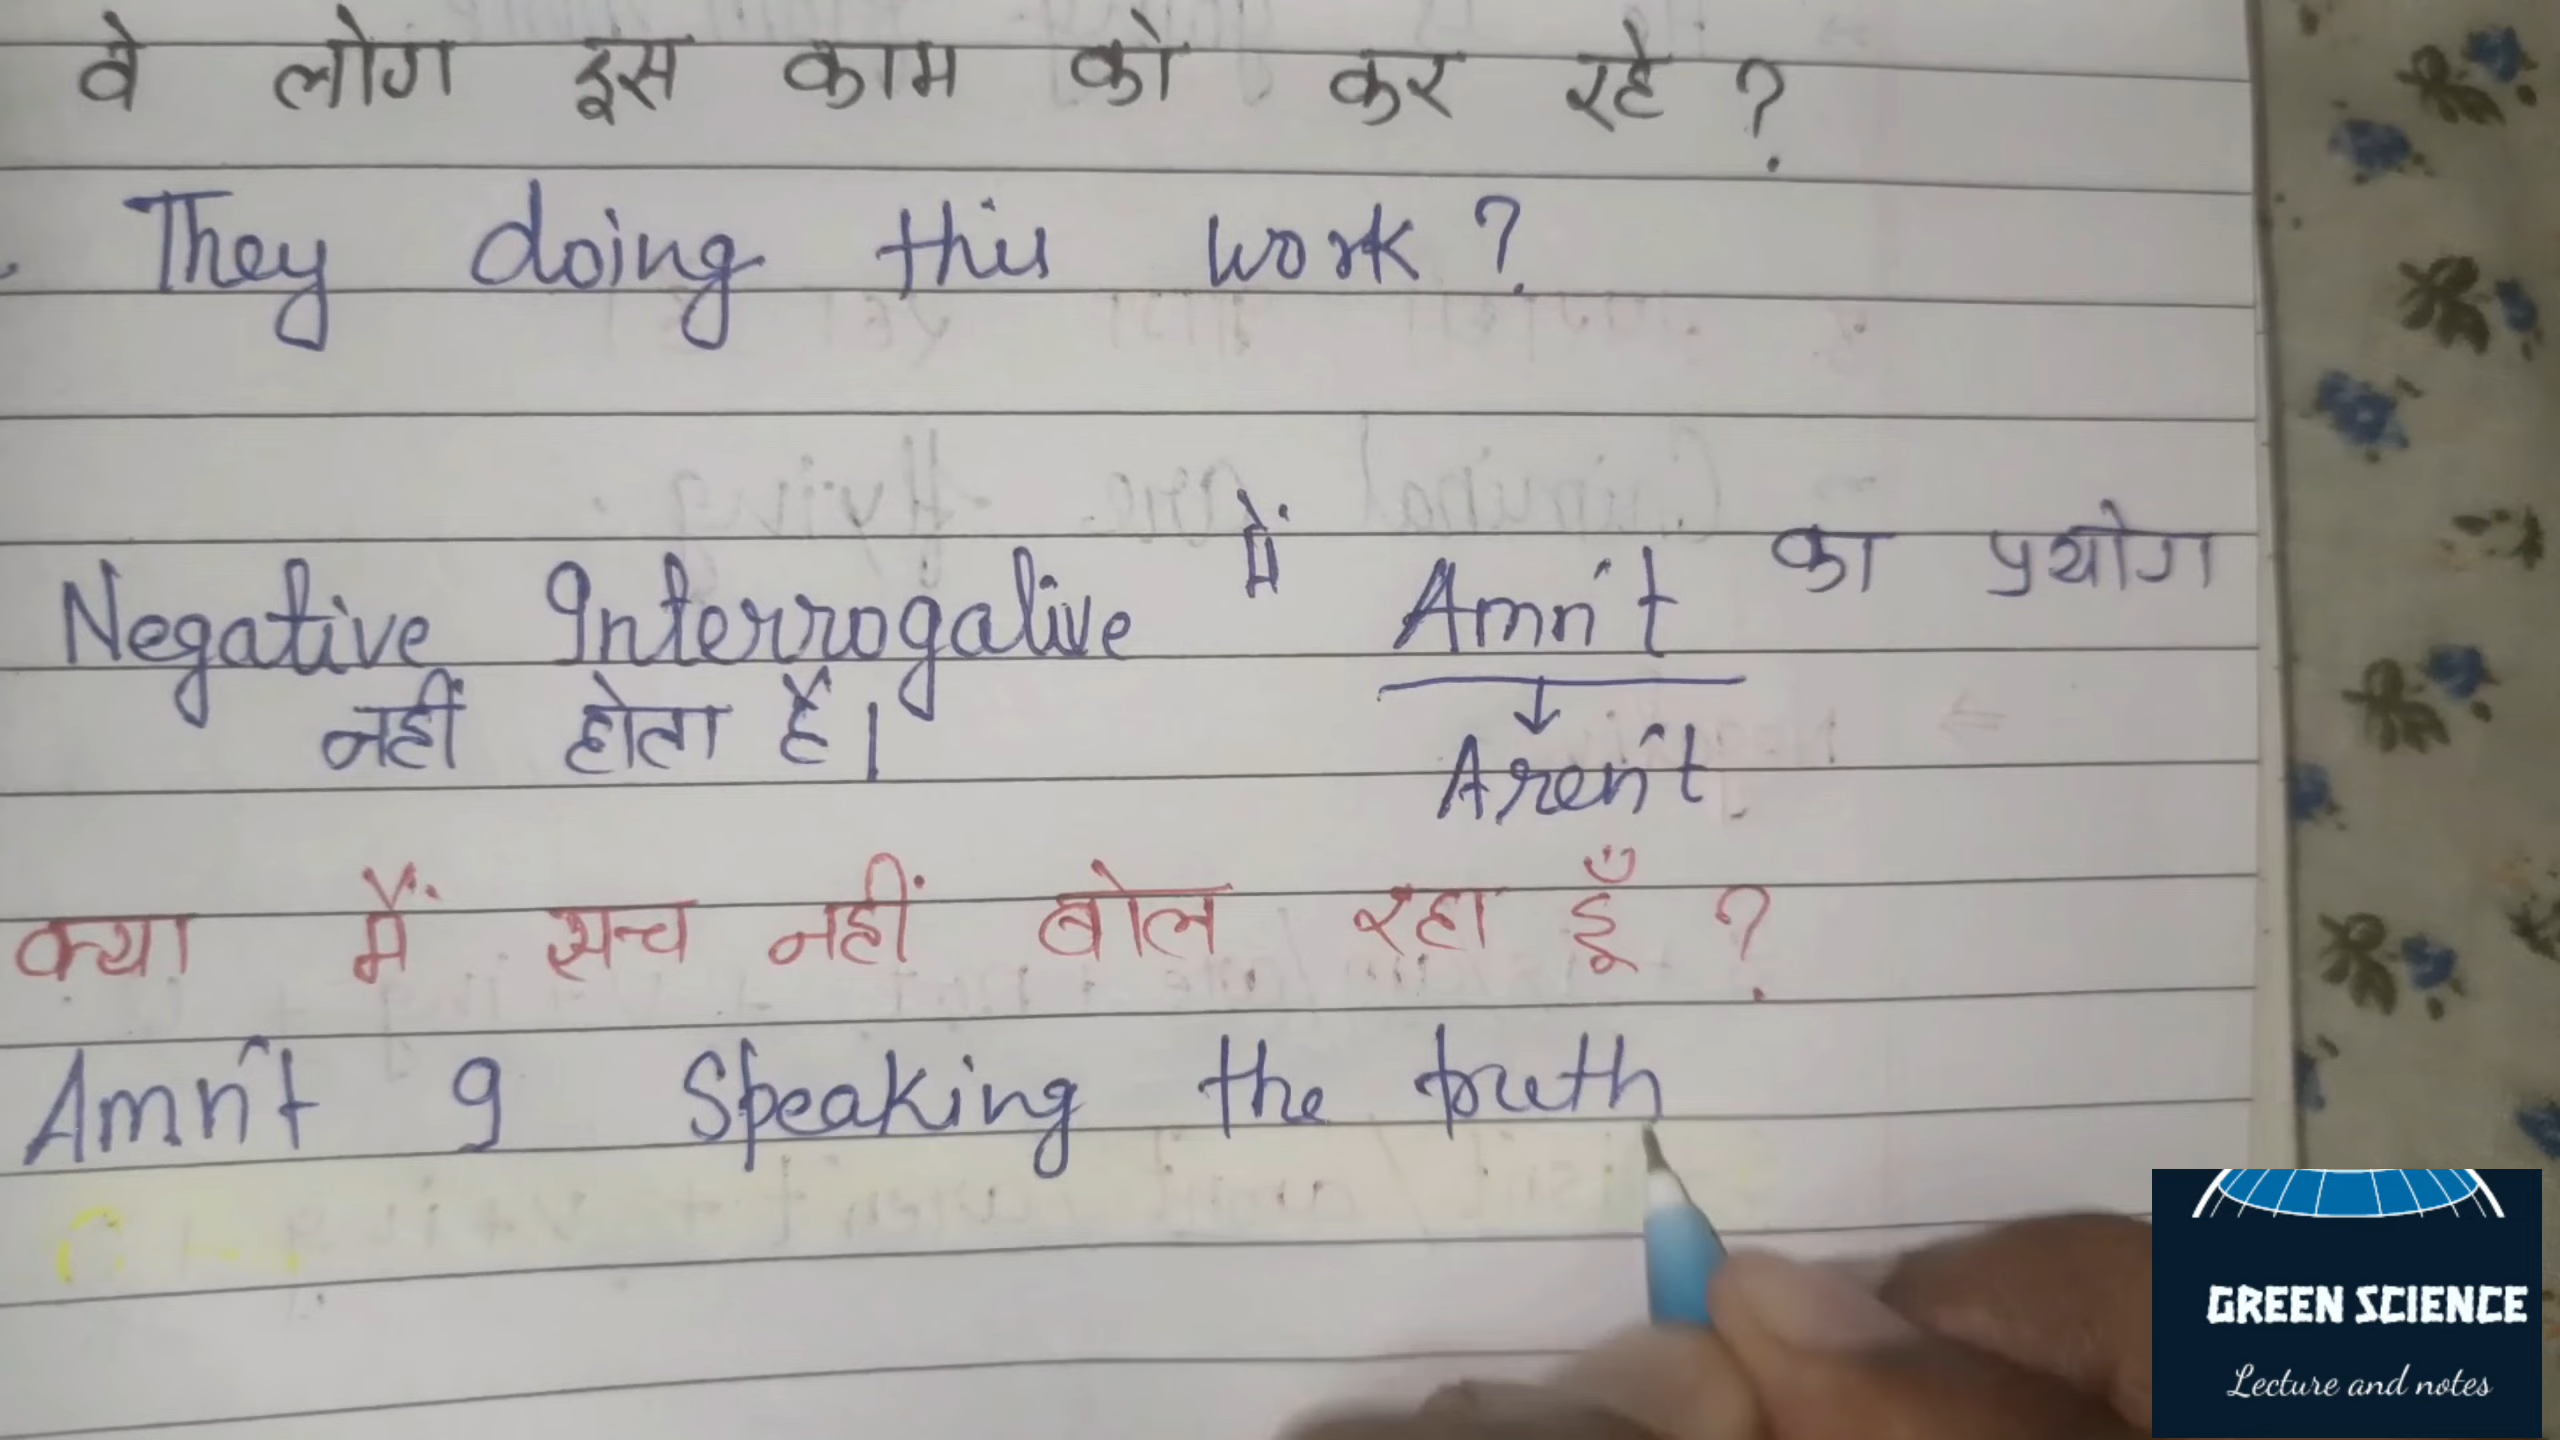 वे लोग इस काम को कर रहे ?
They doing this work ?
Negative Interrogative में Amn't का प्रयोग
नहीं होता है।
↓
Aren't
क्या मैं सच नहीं बोल रहा हूँ ?
Amn't I Speaking the truth
GREEN SCIENCE
Lecture and notes